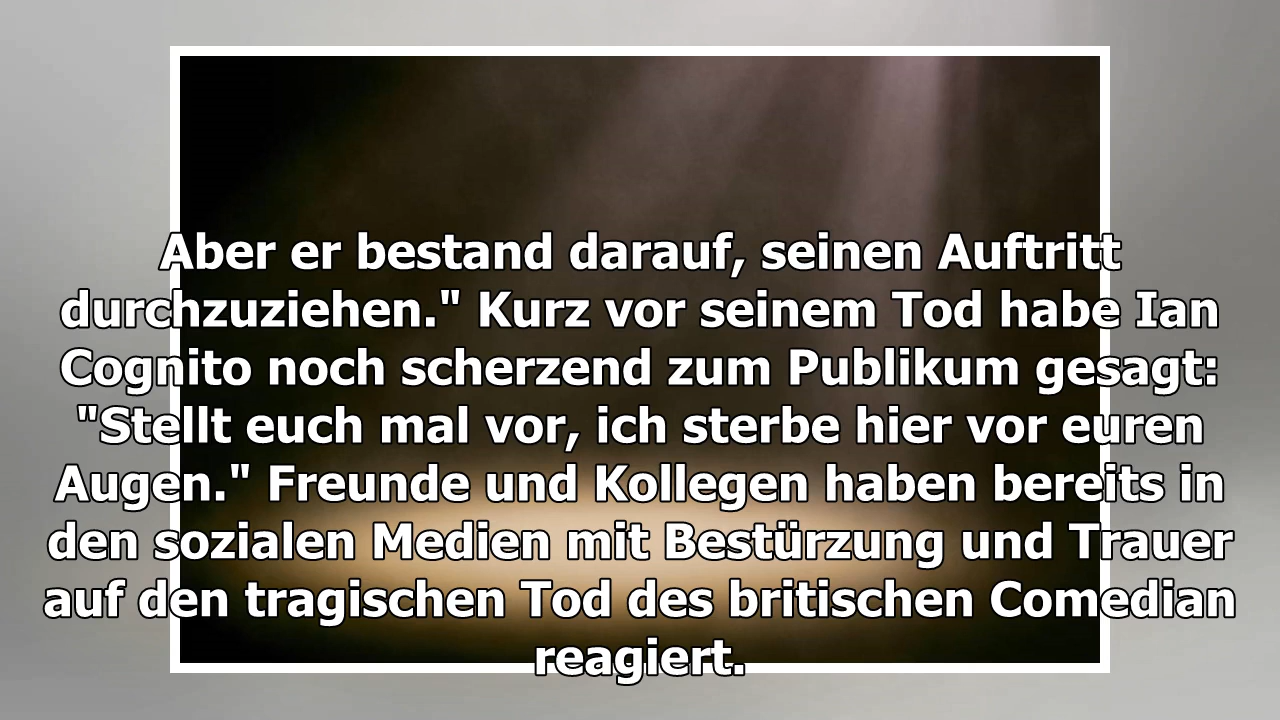 Aber er bestand darauf, seinen Auftritt
durchzuziehen." Kurz vor seinem Tod habe Ian
Cognito noch scherzend zum Publikum gesagt:
"Stellt euch mal vor, ich sterbe hier vor euren
Augen." Freunde und Kollegen haben bereits in
den sozialen Medien mit Bestürzung und Trauer
auf den tragischen Tod des britischen Comedian
reagiert.